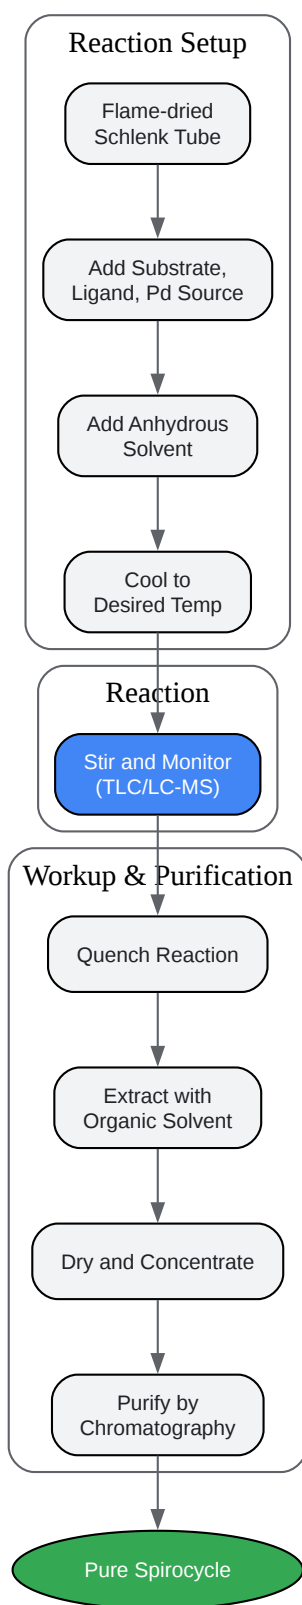 Reaction Setup
Flame-dried
Schlenk Tube
Add Substrate,
Ligand, Pd Source
Add Anhydrous
Solvent
Cool to
Desired Temp
Reaction
Stir and Monitor
(TLC/LC-MS)
Workup & Purification
Quench Reaction
Extract with
Organic Solvent
Dry and Concentrate
Purify by
Chromatography
Pure Spirocycle